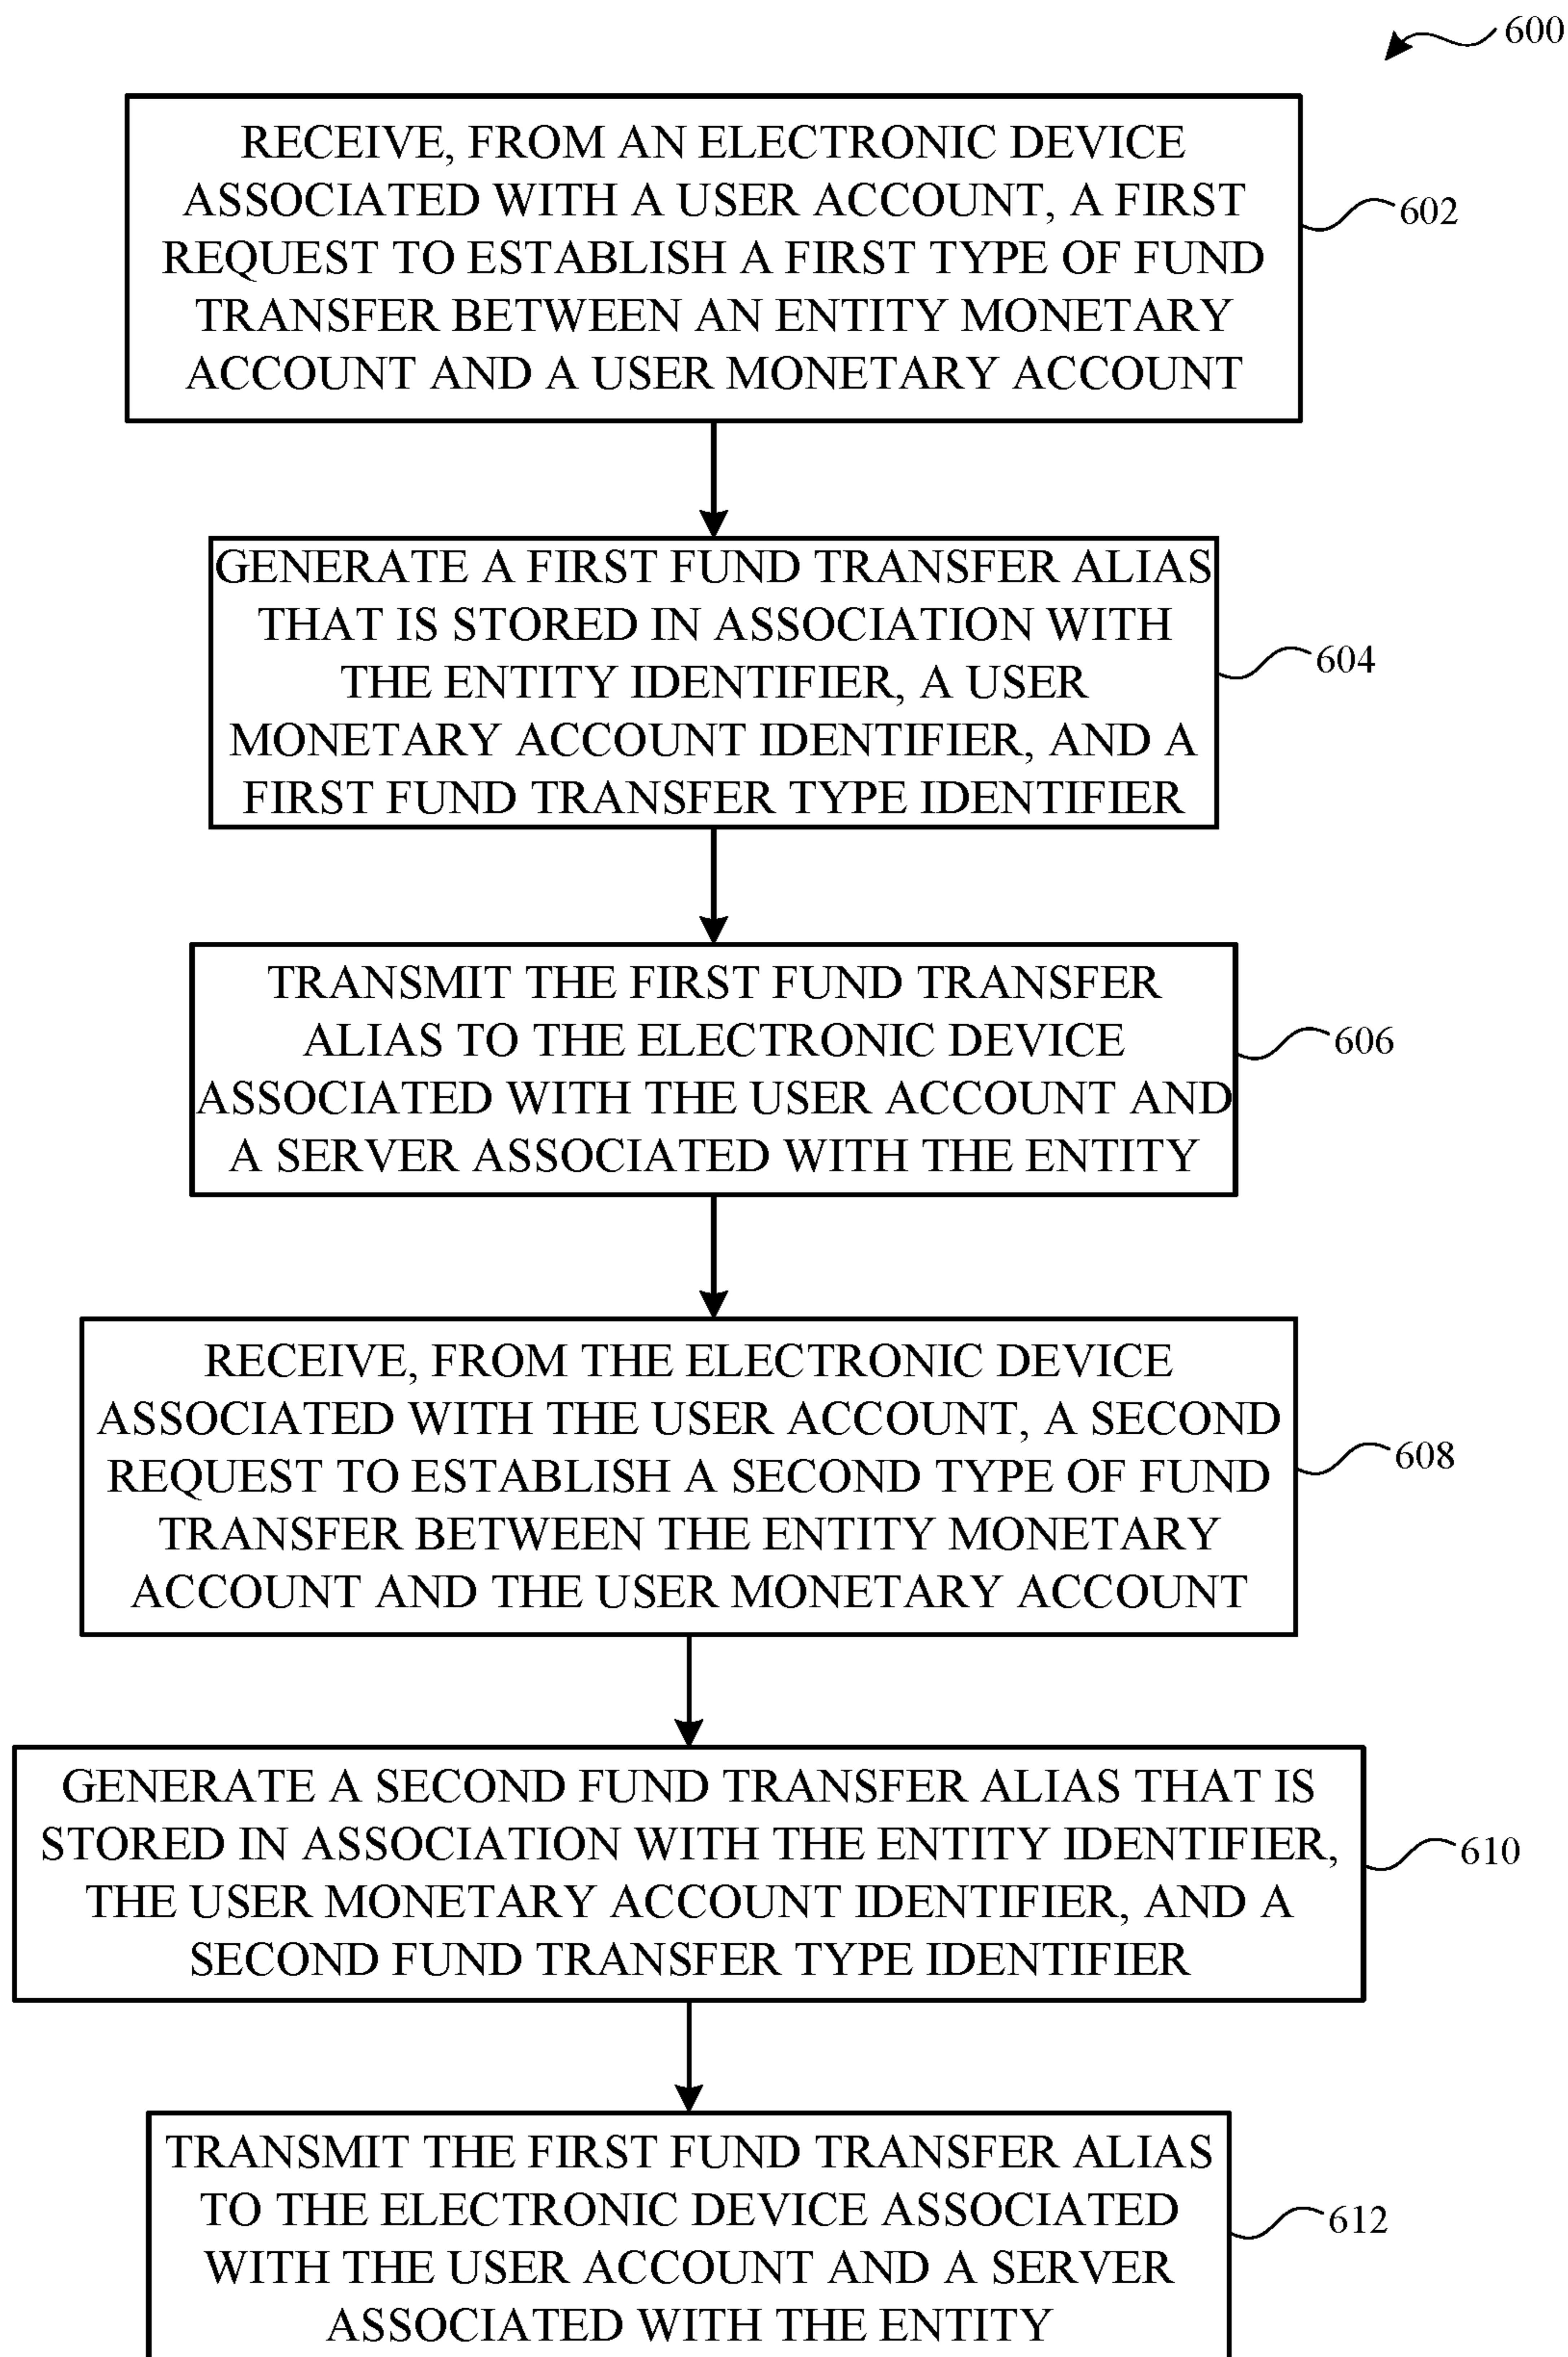 600
RECEIVE, FROM AN ELECTRONIC DEVICE
ASSOCIATED WITH A USER ACCOUNT, A FIRST
REQUEST TO ESTABLISH A FIRST TYPE OF FUND
TRANSFER BETWEEN AN ENTITY MONETARY
ACCOUNT AND A USER MONETARY ACCOUNT
602
GENERATE A FIRST FUND TRANSFER ALIAS
THAT IS STORED IN ASSOCIATION WITH
THE ENTITY IDENTIFIER, A USER
MONETARY ACCOUNT IDENTIFIER, AND A
FIRST FUND TRANSFER TYPE IDENTIFIER
604
TRANSMIT THE FIRST FUND TRANSFER
ALIAS TO THE ELECTRONIC DEVICE
ASSOCIATED WITH THE USER ACCOUNT AND
A SERVER ASSOCIATED WITH THE ENTITY
606
RECEIVE, FROM THE ELECTRONIC DEVICE
ASSOCIATED WITH THE USER ACCOUNT, A SECOND
REQUEST TO ESTABLISH A SECOND TYPE OF FUND
TRANSFER BETWEEN THE ENTITY MONETARY
ACCOUNT AND THE USER MONETARY ACCOUNT
608
GENERATE A SECOND FUND TRANSFER ALIAS THAT IS
STORED IN ASSOCIATION WITH THE ENTITY IDENTIFIER,
THE USER MONETARY ACCOUNT IDENTIFIER, AND A
SECOND FUND TRANSFER TYPE IDENTIFIER
610
TRANSMIT THE FIRST FUND TRANSFER ALIAS
TO THE ELECTRONIC DEVICE ASSOCIATED
WITH THE USER ACCOUNT AND A SERVER
ASSOCIATED WITH THE ENTITY
612